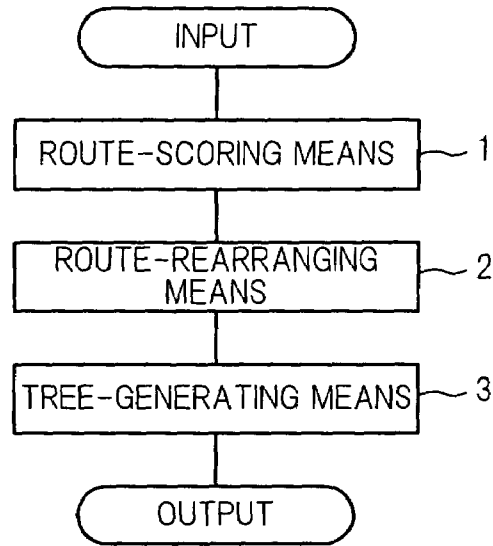 INPUT
ROUTE-SCORING MEANS
1
ROUTE-REARRANGING
MEANS
2
TREE-GENERATING MEANS
3
OUTPUT